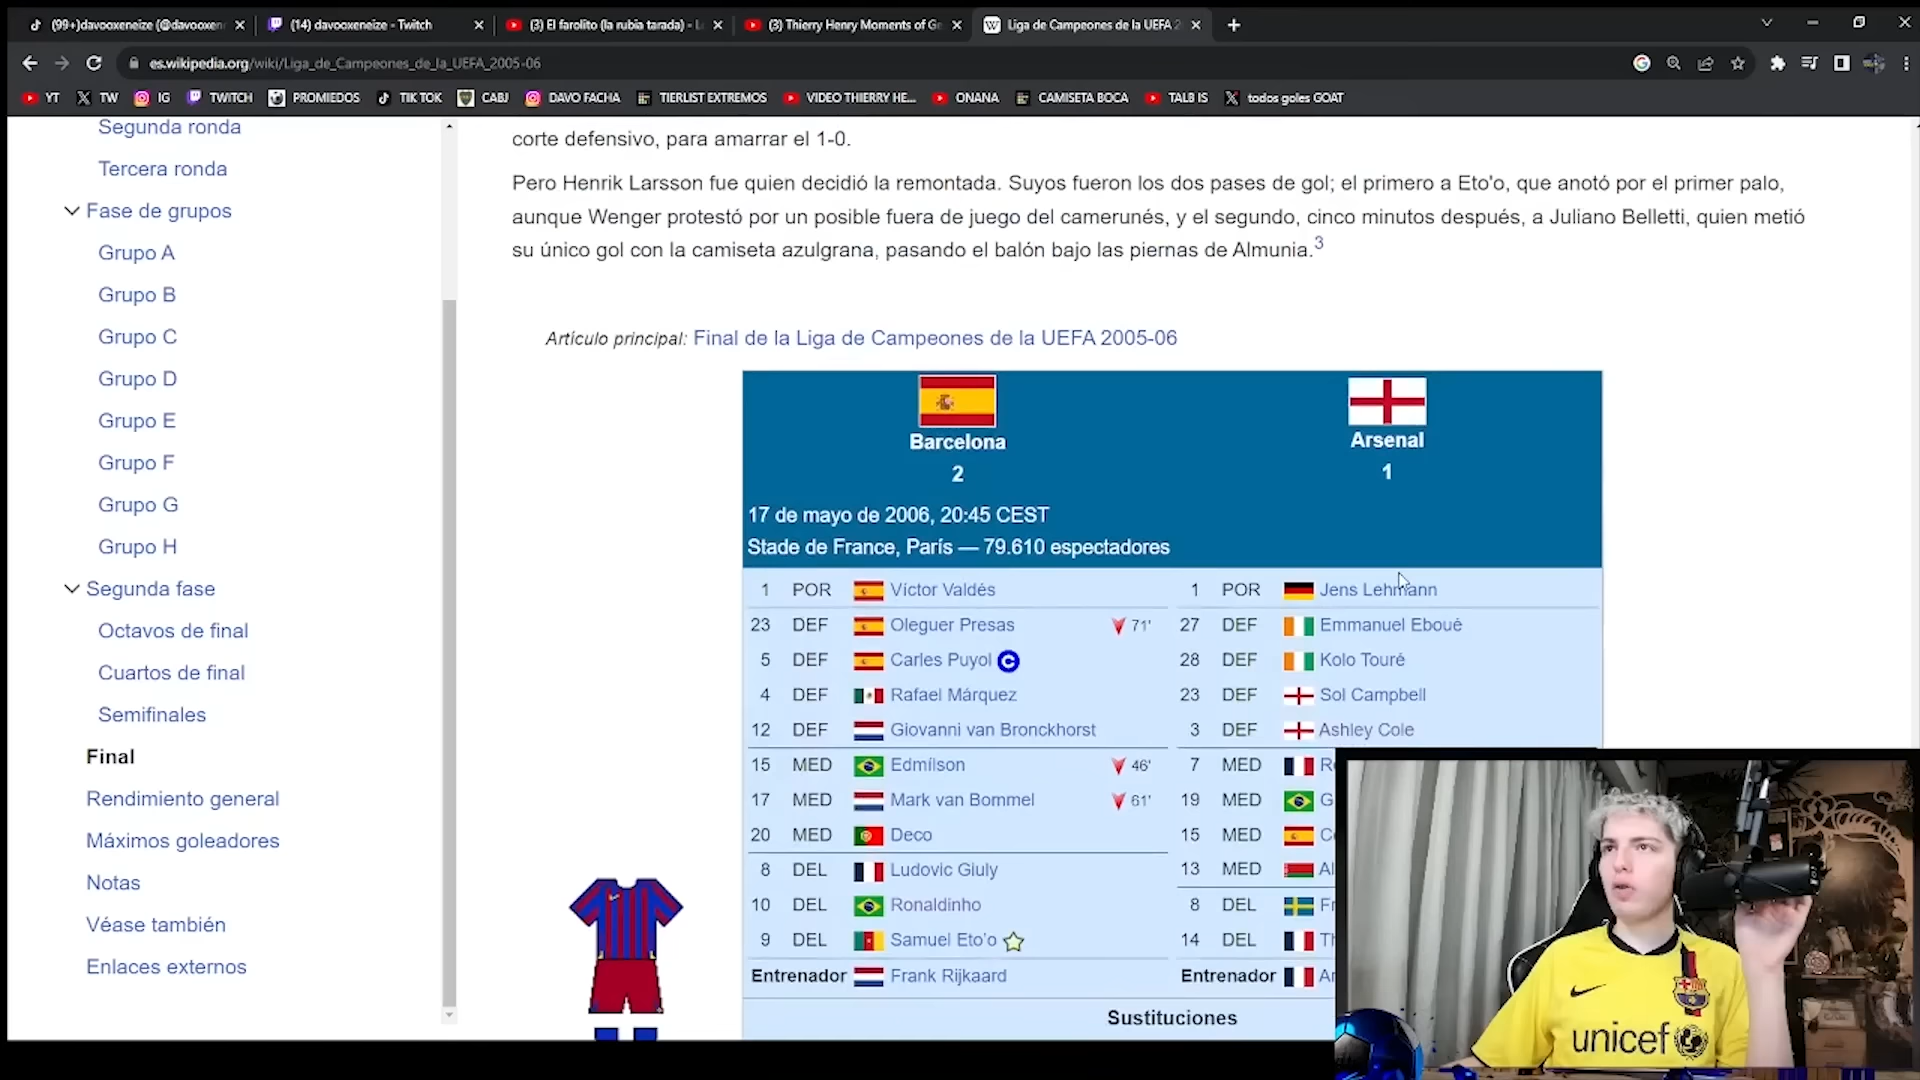 (99+)davooxeneize (@davooxen
(14) davooxeneize - Twitch
(3) El farolito (la rubia tarada) - L
(3) Thierry Henry Moments of Ge
Liga de Campeones de la UEFA 2
es.wikipedia.org/wiki/Liga_de_Campeones_de_la_UEFA_2005-06
YT
TW
IG
TWITCH
PROMIEDOS
TIK TOK
CABJ
DAVO FACHA
TIERLIST EXTREMOS
VIDEO THIERRY HE...
ONANA
CAMISETA BOCA
TALB IS
todos goles GOAT
Segunda ronda
Tercera ronda
Fase de grupos
Grupo A
Grupo B
Grupo C
Grupo D
Grupo E
Grupo F
Grupo G
Grupo H
Segunda fase
Octavos de final
Cuartos de final
Semifinales
Final
Rendimiento general
Máximos goleadores
Notas
Véase también
Enlaces externos
corte defensivo, para amarrar el 1-0.
Pero Henrik Larsson fue quien decidió la remontada. Suyos fueron los dos pases de gol; el primero a Eto'o, que anotó por el primer palo,
aunque Wenger protestó por un posible fuera de juego del camerunés, y el segundo, cinco minutos después, a Juliano Belletti, quien metió
su único gol con la camiseta azulgrana, pasando el balón bajo las piernas de Almunia.3
Artículo principal: Final de la Liga de Campeones de la UEFA 2005-06
Barcelona
2
Arsenal
1
17 de mayo de 2006, 20:45 CEST
Stade de France, París — 79.610 espectadores
1 POR Víctor Valdés
23 DEF Oleguer Presas 71'
5 DEF Carles Puyol C
4 DEF Rafael Márquez
12 DEF Giovanni van Bronckhorst
15 MED Edmílson 46'
17 MED Mark van Bommel 61'
20 MED Deco
8 DEL Ludovic Giuly
10 DEL Ronaldinho
9 DEL Samuel Eto'o
Entrenador Frank Rijkaard
1 POR Jens Lehmann
27 DEF Emmanuel Eboué
28 DEF Kolo Touré
23 DEF Sol Campbell
3 DEF Ashley Cole
7 MED R
19 MED G
15 MED C
13 MED Al
8 DEL Fr
14 DEL Th
Entrenador Ar
Sustituciones
unicef